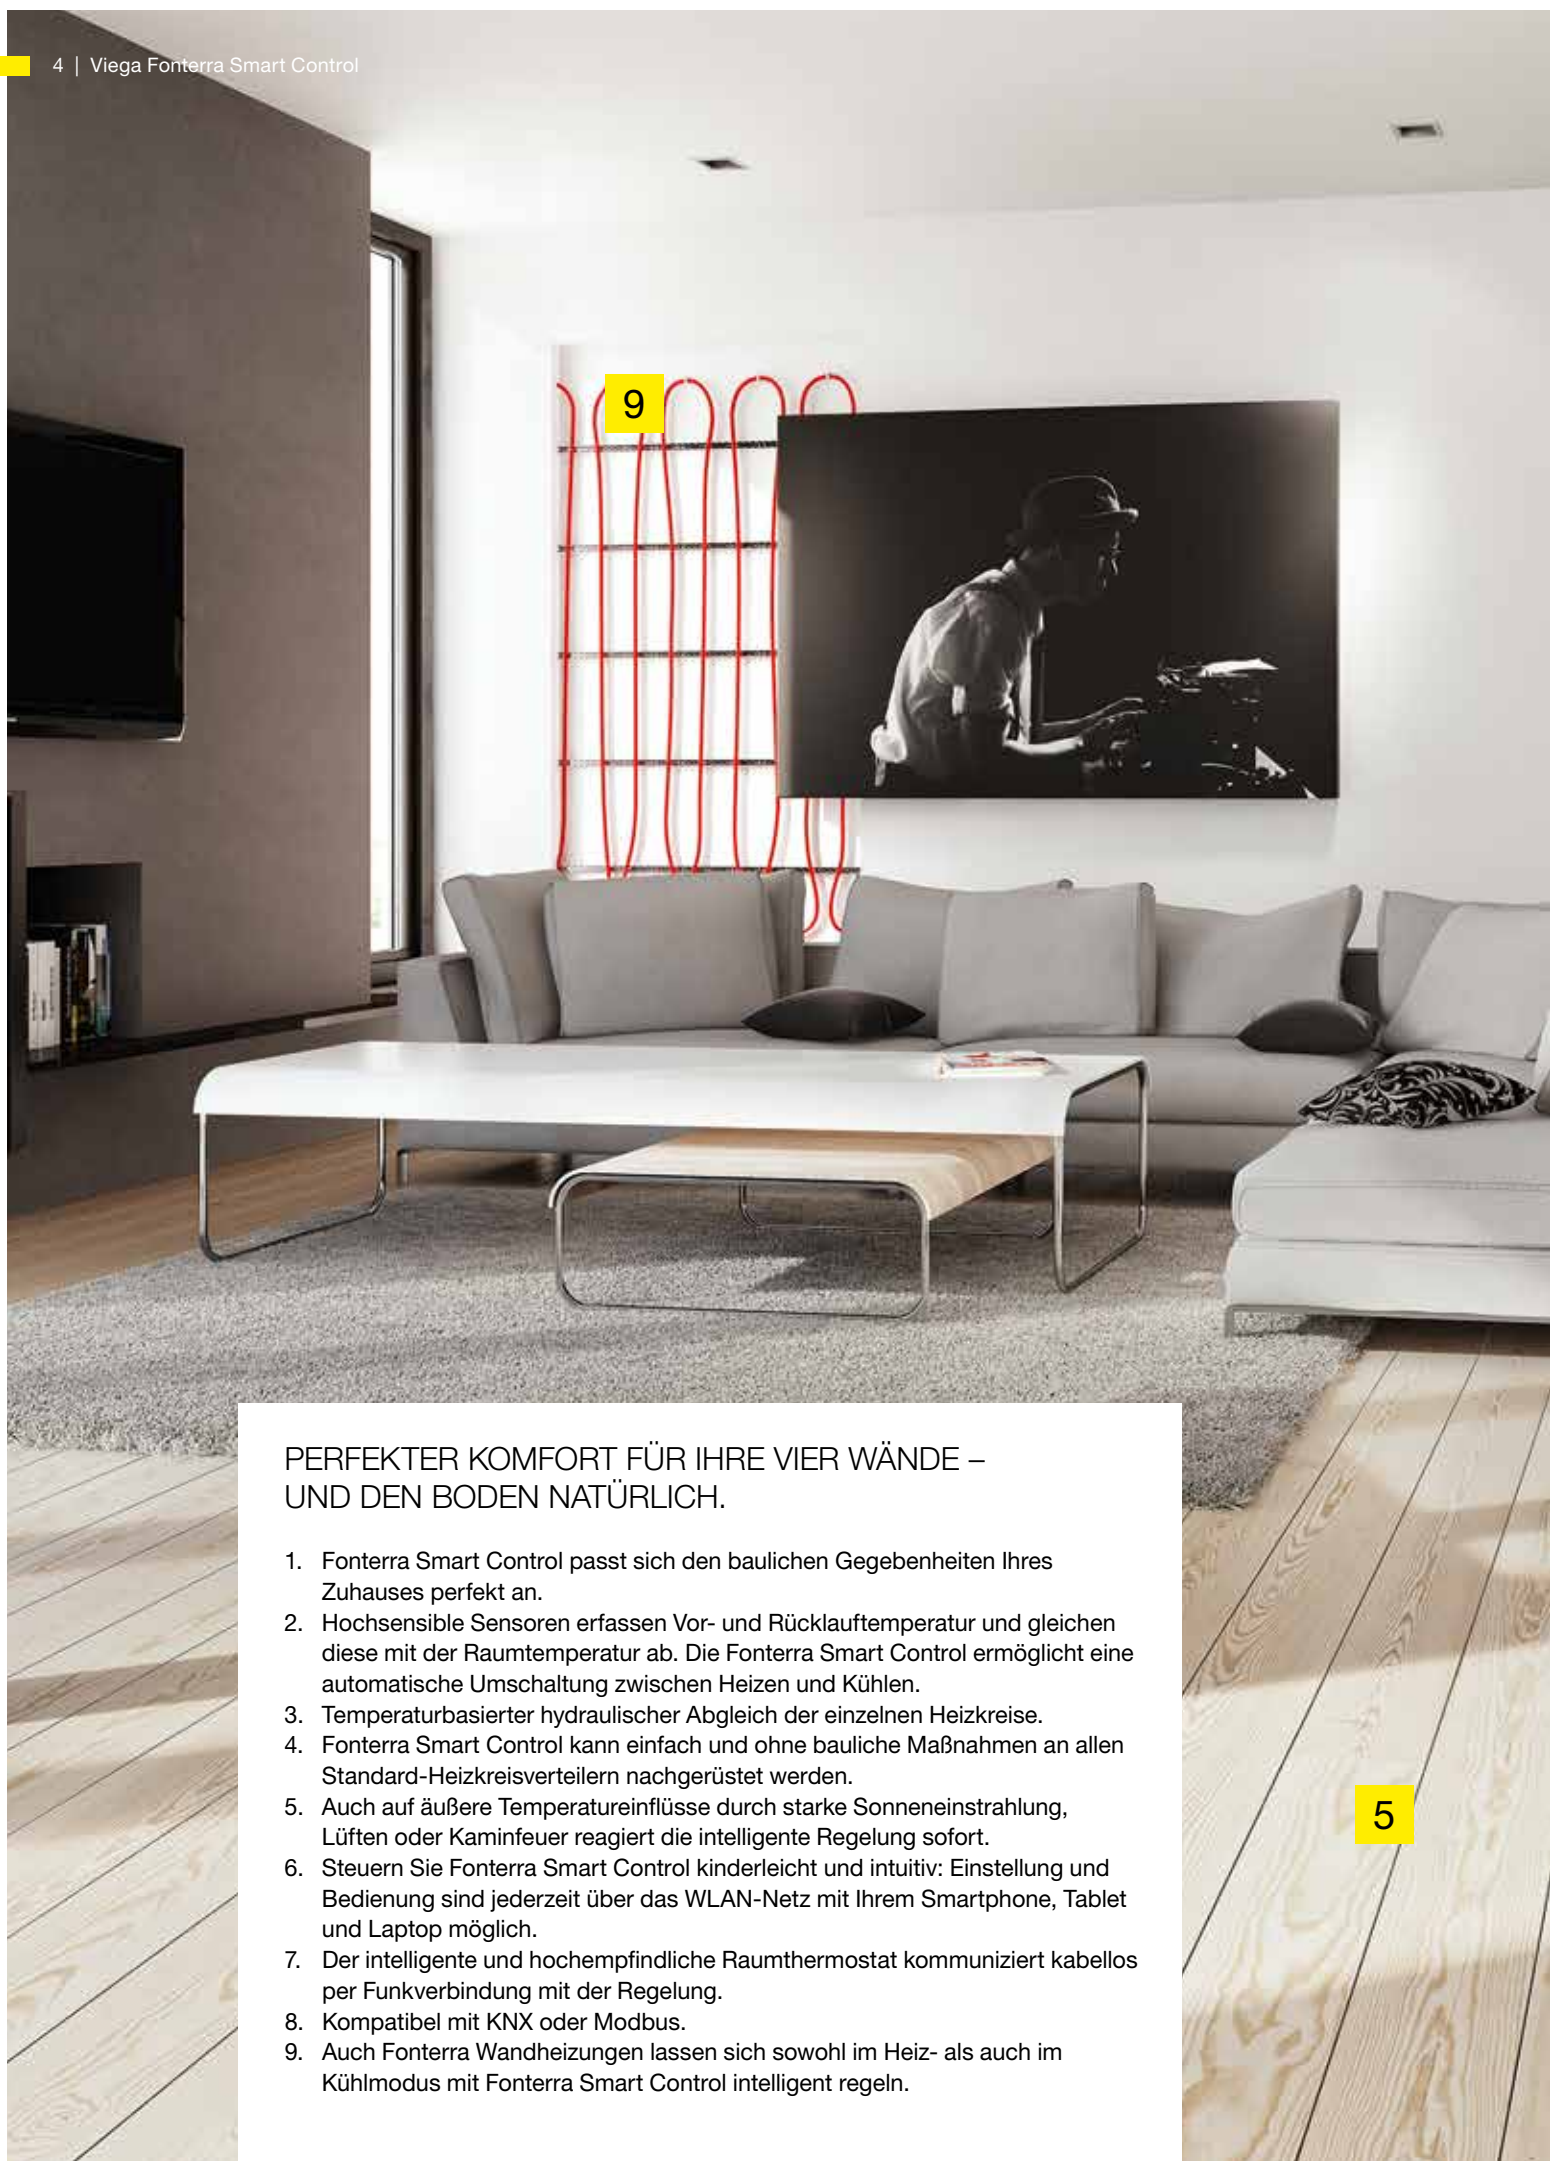 4 | Viega Fonterra Smart Control
9
PERFEKTER KOMFORT FÜR IHRE VIER WÄNDE –
UND DEN BODEN NATÜRLICH.
1. Fonterra Smart Control passt sich den baulichen Gegebenheiten Ihres
Zuhauses perfekt an.
2. Hochsensible Sensoren erfassen Vor- und Rücklauftemperatur und gleichen
diese mit der Raumtemperatur ab. Die Fonterra Smart Control ermöglicht eine
automatische Umschaltung zwischen Heizen und Kühlen.
3. Temperaturbasierter hydraulischer Abgleich der einzelnen Heizkreise.
4. Fonterra Smart Control kann einfach und ohne bauliche Maßnahmen an allen
Standard-Heizkreisverteilern nachgerüstet werden.
5. Auch auf äußere Temperatureinflüsse durch starke Sonneneinstrahlung,
Lüften oder Kaminfeuer reagiert die intelligente Regelung sofort.
6. Steuern Sie Fonterra Smart Control kinderleicht und intuitiv: Einstellung und
Bedienung sind jederzeit über das WLAN-Netz mit Ihrem Smartphone, Tablet
und Laptop möglich.
7. Der intelligente und hochempfindliche Raumthermostat kommuniziert kabellos
per Funkverbindung mit der Regelung.
8. Kompatibel mit KNX oder Modbus.
9. Auch Fonterra Wandheizungen lassen sich sowohl im Heiz- als auch im
Kühlmodus mit Fonterra Smart Control intelligent regeln.
5